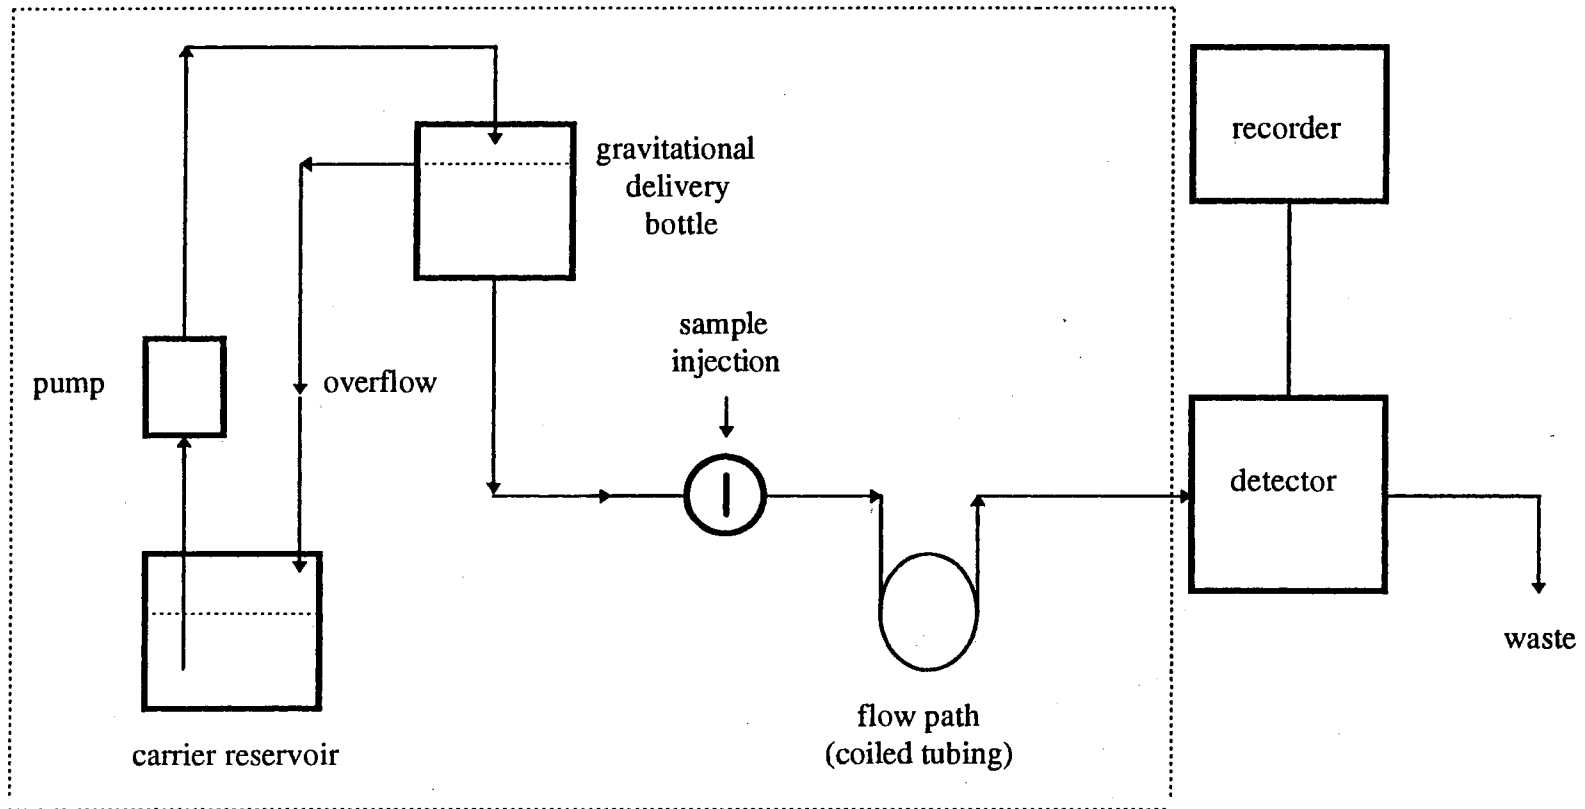 recorder
gravitational
delivery
bottle
sample
injection
pump
overflow
detector
waste
flow path
(coiled tubing)
carrier reservoir